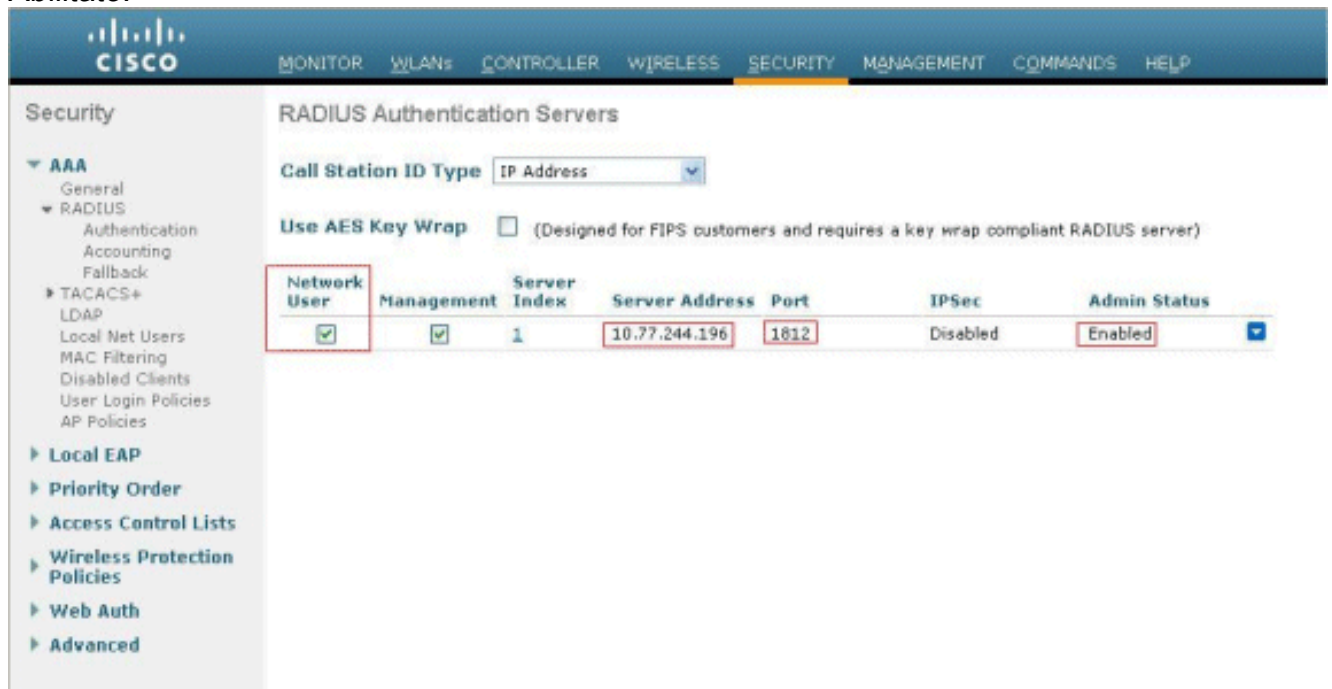 CISCO
MONITOR WLANs CONTROLLER WIRELESS SECURITY MANAGEMENT COMMANDS HELP
Security
AAA
General
RADIUS
Authentication
Accounting
Fallback
TACACS+
LDAP
Local Net Users
MAC Filtering
Disabled Clients
User Login Policies
AP Policies
Local EAP
Priority Order
Access Control Lists
Wireless Protection
Policies
Web Auth
Advanced
RADIUS Authentication Servers
Call Station ID Type IP Address
Use AES Key Wrap (Designed for FIPS customers and requires a key wrap compliant RADIUS server)
Network User Management Server Index Server Address Port IPSec Admin Status
1 10.77.244.196 1812 Disabled Enabled